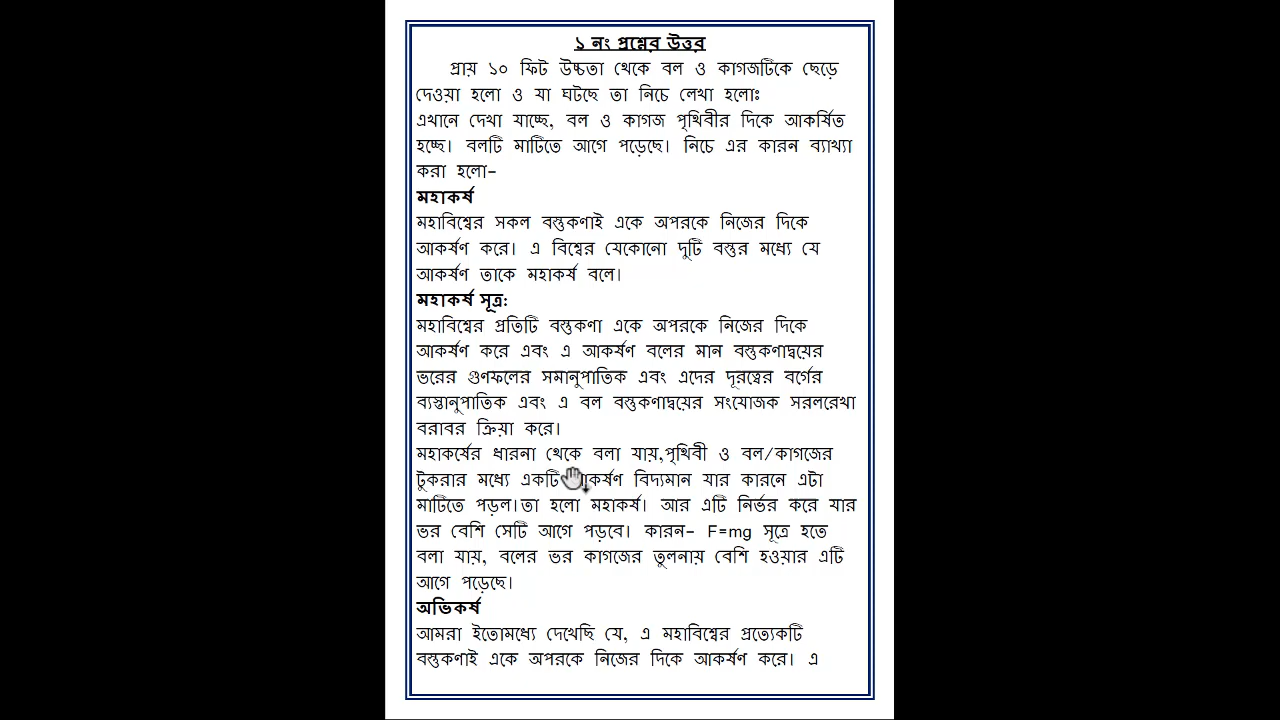 ১ নং প্রশ্নের উত্তর
প্রায় ১০ ফিট উচ্চতা থেকে বল ও কাগজটিকে ছেড়ে
দেওয়া হলো ও যা ঘটছে তা নিচে লেখা হলোঃ
এখানে দেখা যাচ্ছে, বল ও কাগজ পৃথিবীর দিকে আকর্ষিত
হচ্ছে। বলটি মাটিতে আগে পড়েছে। নিচে এর কারন ব্যাখ্যা
করা হলো-
মহাকর্ষ
মহাবিশ্বের সকল বস্তুকণাই একে অপরকে নিজের দিকে
আকর্ষণ করে। এ বিশ্বের যেকোনো দুটি বস্তুর মধ্যে যে
আকর্ষণ তাকে মহাকর্ষ বলে।
মহাকর্ষ সূত্র:
মহাবিশ্বের প্রতিটি বস্তুকণা একে অপরকে নিজের দিকে
আকর্ষণ করে এবং এ আকর্ষণ বলের মান বস্তুকণাদ্বয়ের
ভরের গুণফলের সমানুপাতিক এবং এদের দূরত্বের বর্গের
ব্যস্তানুপাতিক এবং এ বল বস্তুকণাদ্বয়ের সংযোজক সরলরেখা
বরাবর ক্রিয়া করে।
মহাকর্ষের ধারনা থেকে বলা যায়,পৃথিবী ও বল/কাগজের
টুকরার মধ্যে একটি বিদ্যমান যার কারনে এটা
মাটিতে পড়ল।তা হলো মহাকর্ষ। আর এটি নির্ভর করে যার
ভর বেশি সেটি আগে পড়বে। কারন- F=mg সূত্রে হতে
বলা যায়, বলের ভর কাগজের তুলনায় বেশি হওয়ার এটি
আগে পড়েছে।
অভিকর্ষ
আমরা ইতোমধ্যে দেখেছি যে, এ মহাবিশ্বের প্রত্যেকটি
বস্তুকণাই একে অপরকে নিজের দিকে আকর্ষণ করে। এ